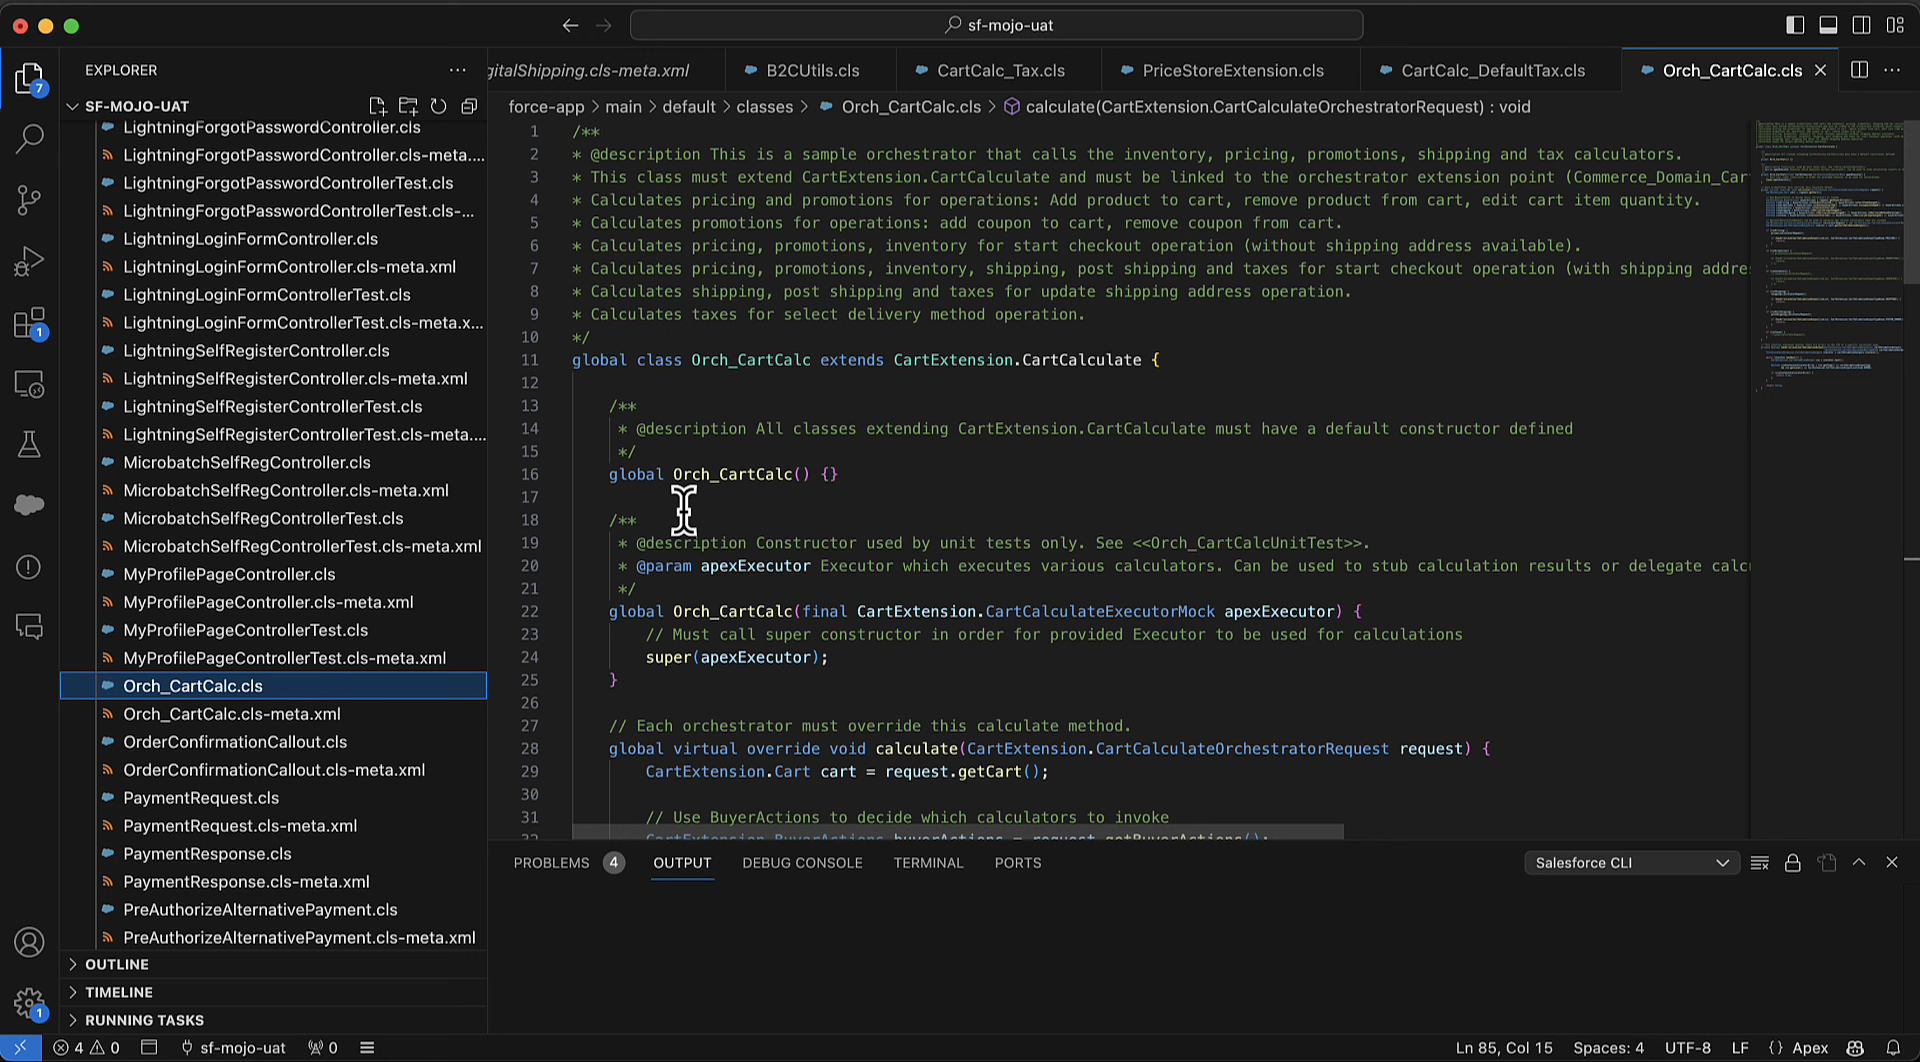 sf-mojo-uat
7
1
1
EXPLORER
SF-MOJO-UAT
LightningForgotPasswordController.cls
LightningForgotPasswordController.cls-meta....
LightningForgotPasswordControllerTest.cls
LightningForgotPasswordControllerTest.cls-...
LightningLoginFormController.cls
LightningLoginFormController.cls-meta.xml
LightningLoginFormControllerTest.cls
LightningLoginFormControllerTest.cls-meta.x...
LightningSelfRegisterController.cls
LightningSelfRegisterController.cls-meta.xml
LightningSelfRegisterControllerTest.cls
LightningSelfRegisterControllerTest.cls-meta....
MicrobatchSelfRegController.cls
MicrobatchSelfRegController.cls-meta.xml
MicrobatchSelfRegControllerTest.cls
MicrobatchSelfRegControllerTest.cls-meta.xml
MyProfilePageController.cls
MyProfilePageController.cls-meta.xml
MyProfilePageControllerTest.cls
MyProfilePageControllerTest.cls-meta.xml
Orch_CartCalc.cls
Orch_CartCalc.cls-meta.xml
OrderConfirmationCallout.cls
OrderConfirmationCallout.cls-meta.xml
PaymentRequest.cls
PaymentRequest.cls-meta.xml
PaymentResponse.cls
PaymentResponse.cls-meta.xml
PreAuthorizeAlternativePayment.cls
PreAuthorizeAlternativePayment.cls-meta.xml
OUTLINE
TIMELINE
RUNNING TASKS
gitalShipping.cls-meta.xml B2CUtils.cls CartCalc_Tax.cls PriceStoreExtension.cls CartCalc_DefaultTax.cls Orch_CartCalc.cls
force-app > main > default > classes > Orch_CartCalc.cls > calculate(CartExtension.CartCalculateOrchestratorRequest) : void
1 /**
2 * @description This is a sample orchestrator that calls the inventory, pricing, promotions, shipping and tax calculators.
3 * This class must extend CartExtension.CartCalculate and must be linked to the orchestrator extension point (Commerce_Domain_Car
4 * Calculates pricing and promotions for operations: Add product to cart, remove product from cart, edit cart item quantity.
5 * Calculates promotions for operations: add coupon to cart, remove coupon from cart.
6 * Calculates pricing, promotions, inventory for start checkout operation (without shipping address available).
7 * Calculates pricing, promotions, inventory, shipping, post shipping and taxes for start checkout operation (with shipping addre
8 * Calculates shipping, post shipping and taxes for update shipping address operation.
9 * Calculates taxes for select delivery method operation.
10 */
11 global class Orch_CartCalc extends CartExtension.CartCalculate {
12
13 /**
14 * @description All classes extending CartExtension.CartCalculate must have a default constructor defined
15 */
16 global Orch_CartCalc() {}
17
18 /**
19 * @description Constructor used by unit tests only. See <<Orch_CartCalcUnitTest>>.
20 * @param apexExecutor Executor which executes various calculators. Can be used to stub calculation results or delegate calc
21 */
22 global Orch_CartCalc(final CartExtension.CartCalculateExecutorMock apexExecutor) {
23 // Must call super constructor in order for provided Executor to be used for calculations
24 super(apexExecutor);
25 }
26
27 // Each orchestrator must override this calculate method.
28 global virtual override void calculate(CartExtension.CartCalculateOrchestratorRequest request) {
29 CartExtension.Cart cart = request.getCart();
30
31 // Use BuyerActions to decide which calculators to invoke
32 CartExtension.BuyerActions buyerActions = request.getBuyerActions();
PROBLEMS 4 OUTPUT DEBUG CONSOLE TERMINAL PORTS Salesforce CLI
4 0 sf-mojo-uat 0 Ln 85, Col 15 Spaces: 4 UTF-8 LF {} Apex